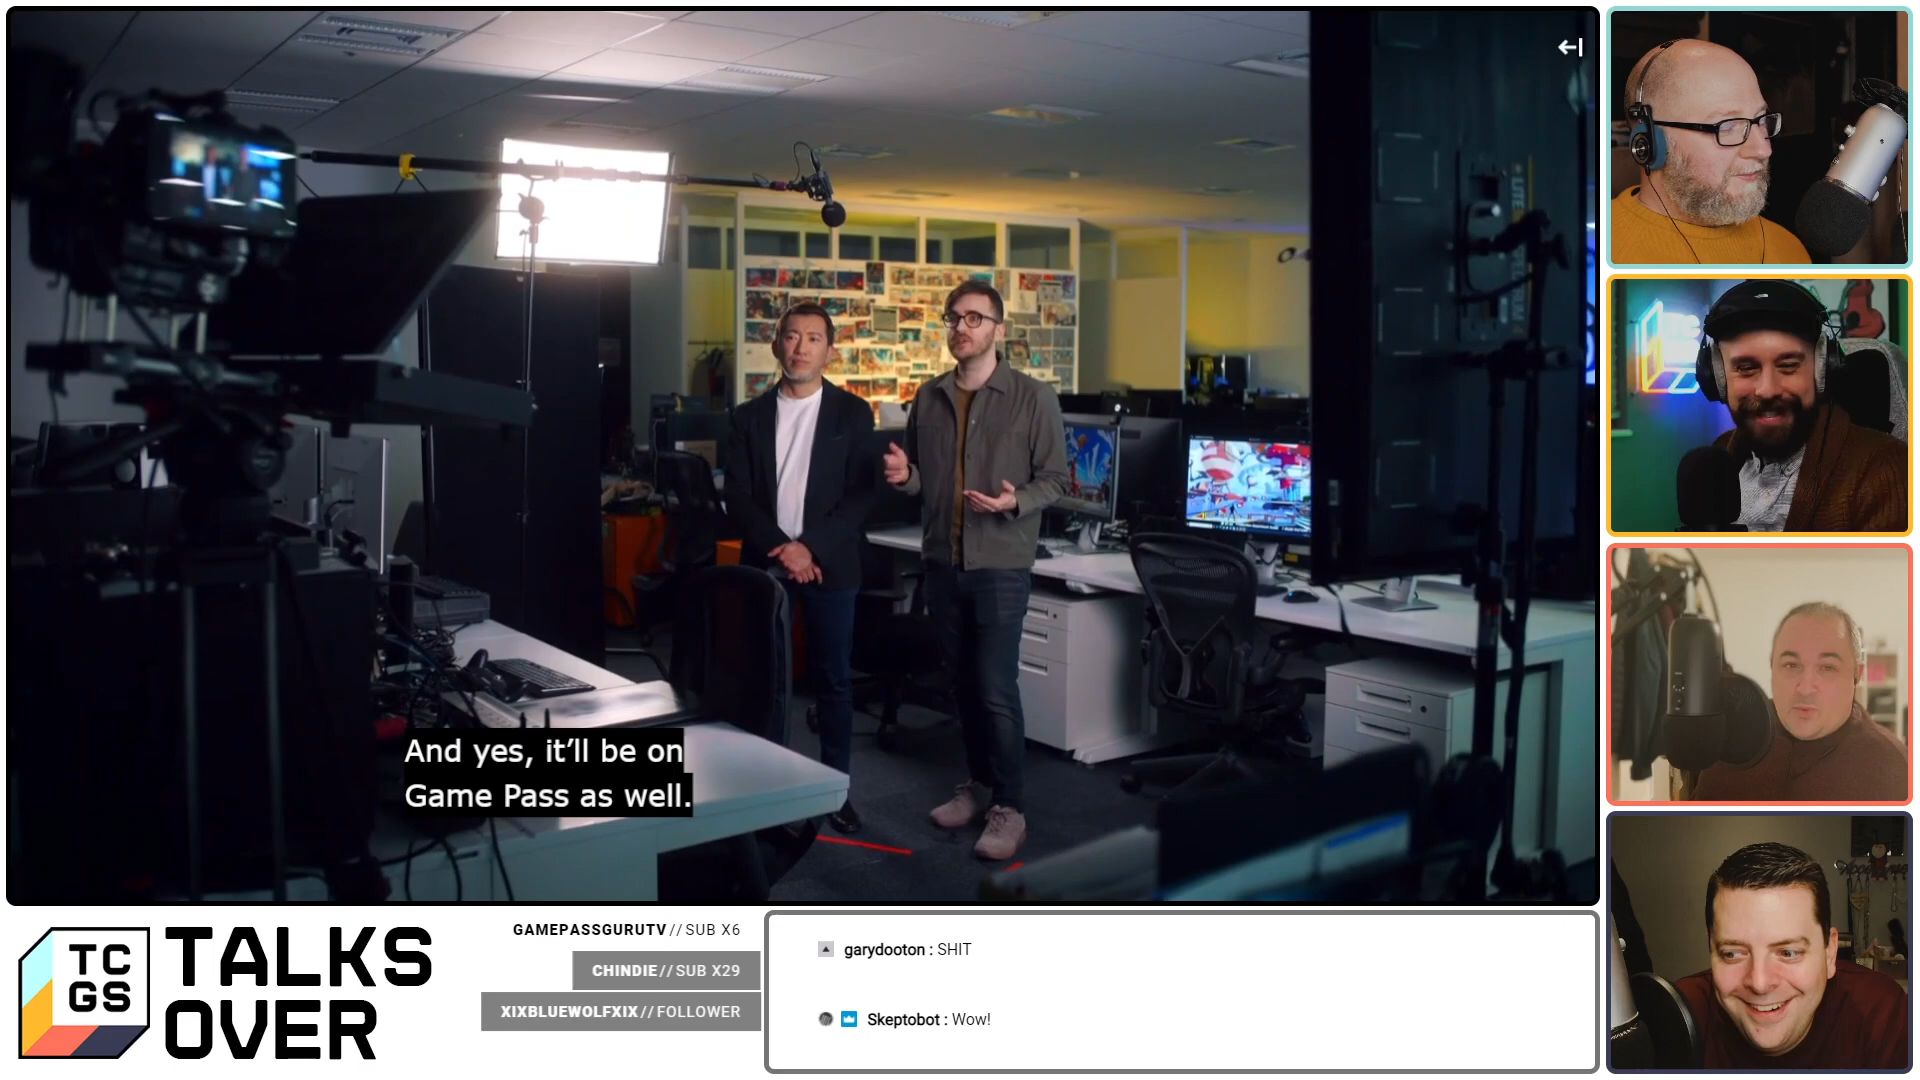 And yes, it’ll be on
Game Pass as well.
TC
GS
TALKS
OVER
GAMEPASSGURUTV // SUB X6
CHINDIE // SUB X29
XIXBLUEWOLFXIX // FOLLOWER
garydooton : SHIT
Skeptobot : Wow!